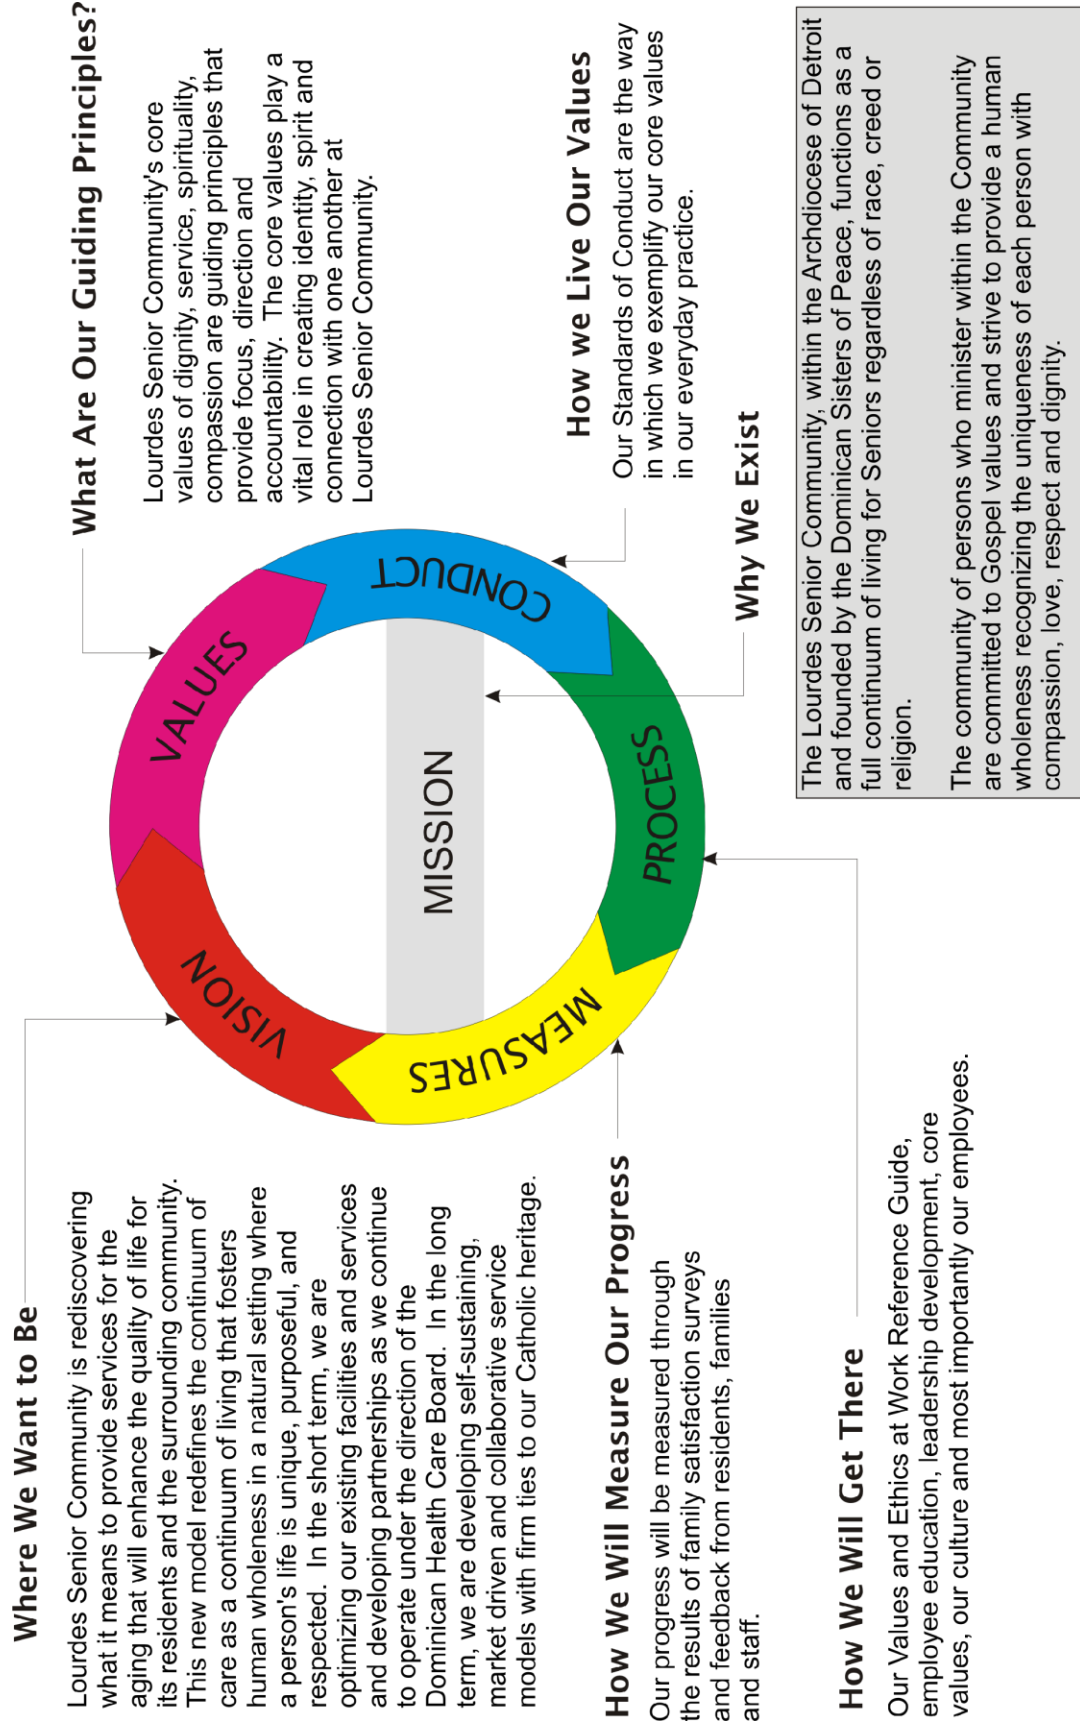 Where We Want to Be
Lourdes Senior Community is rediscovering
what it means to provide services for the
aging that will enhance the quality of life for
its residents and the surrounding community.
This new model redefines the continuum of
care as a continuum of living that fosters
human wholeness in a natural setting where
a person's life is unique, purposeful, and
respected.  In the short term, we are
optimizing our existing facilities and services
and developing partnerships as we continue
to operate under the direction of the
Dominican Health Care Board.  In the long
term, we are developing self-sustaining,
market driven and collaborative service
models with firm ties to our Catholic heritage.
How We Will Measure Our Progress
Our progress will be measured through
the results of family satisfaction surveys
and feedback from residents, families
and staff.
How We Will Get There
Our Values and Ethics at Work Reference Guide,
employee education, leadership development, core
values, our culture and most importantly our employees.
VISION
VALUES
CONDUCT
PROCESS
MEASURES
MISSION
What Are Our Guiding Principles?
Lourdes Senior Community's core
values of dignity, service, spirituality,
compassion are guiding principles that
provide focus, direction and
accountability.  The core values play a
vital role in creating identity, spirit and
connection with one another at
Lourdes Senior Community.
How we Live Our Values
Our Standards of Conduct are the way
in which we exemplify our core values
in our everyday practice.
Why We Exist
The Lourdes Senior Community, within the Archdiocese of Detroit
and founded by the Dominican Sisters of Peace, functions as a
full continuum of living for Seniors regardless of race, creed or
religion.
The community of persons who minister within the Community
are committed to Gospel values and strive to provide a human
wholeness recognizing the uniqueness of each person with
compassion, love, respect and dignity.